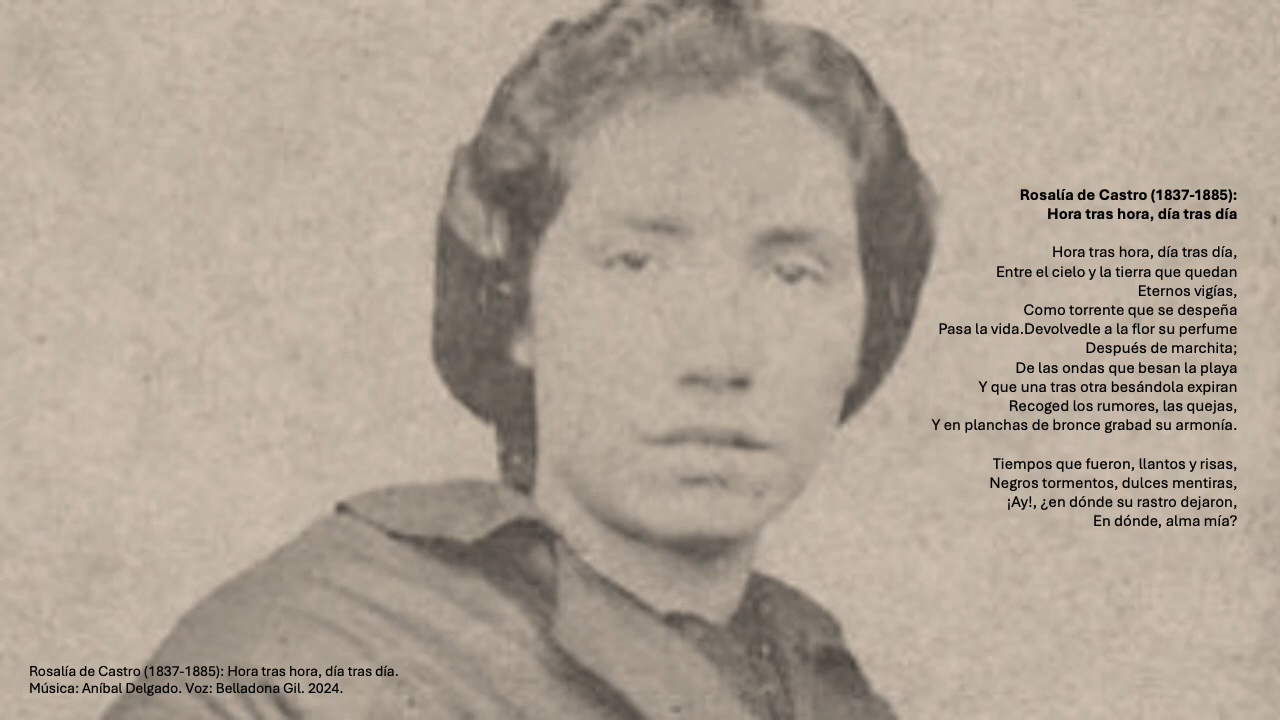 Rosalía de Castro (1837-1885):
Hora tras hora, día tras día
Hora tras hora, día tras día,
Entre el cielo y la tierra que quedan
Eternos vigías,
Como torrente que se despeña
Pasa la vida.Devolvedle a la flor su perfume
Después de marchita;
De las ondas que besan la playa
Y que una tras otra besándola expiran
Recoged los rumores, las quejas,
Y en planchas de bronce grabad su armonía.
Tiempos que fueron, llantos y risas,
Negros tormentos, dulces mentiras,
¡Ay!, ¿en dónde su rastro dejaron,
En dónde, alma mía?
Rosalía de Castro (1837-1885): Hora tras hora, día tras día.
Música: Aníbal Delgado. Voz: Belladona Gil. 2024.